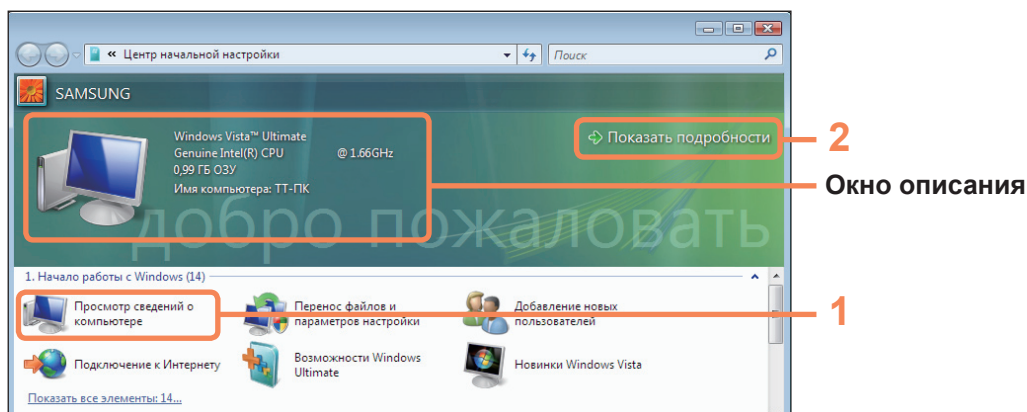 « Центр начальной настройки
Поиск
SAMSUNG
Windows Vista™ Ultimate
Genuine Intel(R) CPU @ 1.66GHz
0,99 ГБ ОЗУ
Имя компьютера: ТТ-ПК
Показать подробности
2
Окно описания
добро пожаловать
1. Начало работы с Windows (14)
Просмотр сведений о
компьютере
Перенос файлов и
параметров настройки
Добавление новых
пользователей
1
Подключение к Интернету
Возможности Windows
Ultimate
Новинки Windows Vista
Показать все элементы: 14...